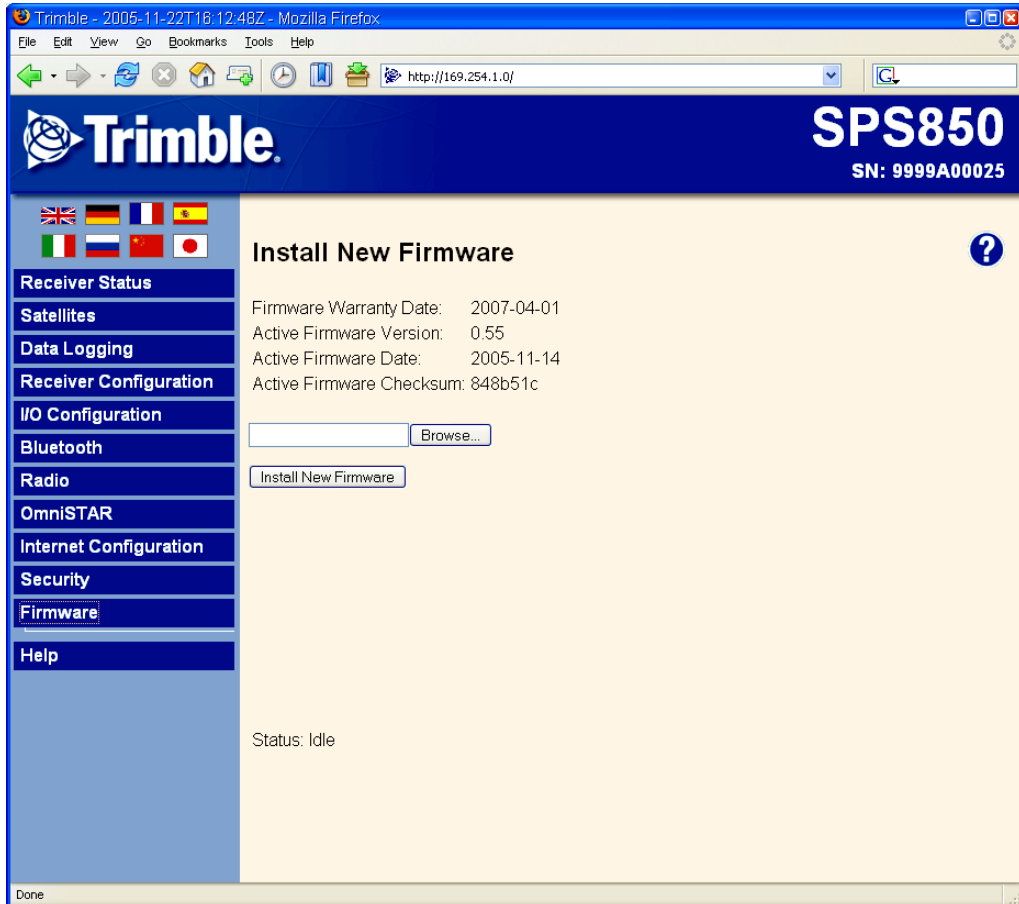 Trimble - 2005-11-22T16:12:48Z - Mozilla Firefox
File Edit View Go Bookmarks Tools Help
http://169.254.1.0/
G
Trimble.
SPS850
SN: 9999A00025
Receiver Status
Satellites
Data Logging
Receiver Configuration
I/O Configuration
Bluetooth
Radio
OmniSTAR
Internet Configuration
Security
Firmware
Help
Install New Firmware
?
Firmware Warranty Date: 2007-04-01
Active Firmware Version: 0.55
Active Firmware Date: 2005-11-14
Active Firmware Checksum: 848b51c
Browse...
Install New Firmware
Status: Idle
Done